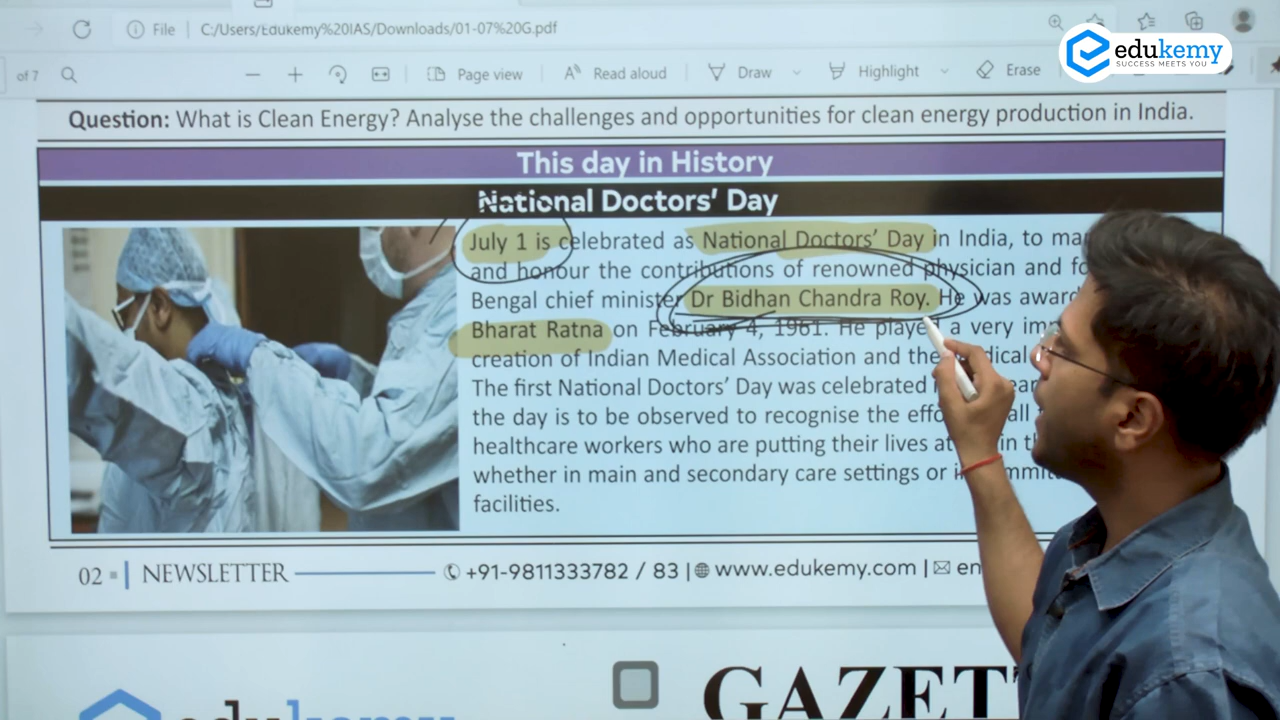 File C:/Users/Edukemy%20IAS/Downloads/01-07%20G.pdf
edukemy
SUCCESS MEETS YOU
of 7 Page view Read aloud Draw Highlight Erase
Question: What is Clean Energy? Analyse the challenges and opportunities for clean energy production in India.
This day in History
National Doctors' Day
July 1 is celebrated as National Doctors' Day in India, to
and honour the contributions of renowned physician and
Bengal chief minister Dr Bidhan Chandra Roy. He was
Bharat Ratna on February 4, 1961. He played a very
creation of Indian Medical Association and the
The first National Doctors' Day was celebrated
the day is to be observed to recognise the
healthcare workers who are putting their lives at
whether in main and secondary care settings or
facilities.
02 NEWSLETTER +91-9811333782 / 83 | www.edukemy.com |
edukemy